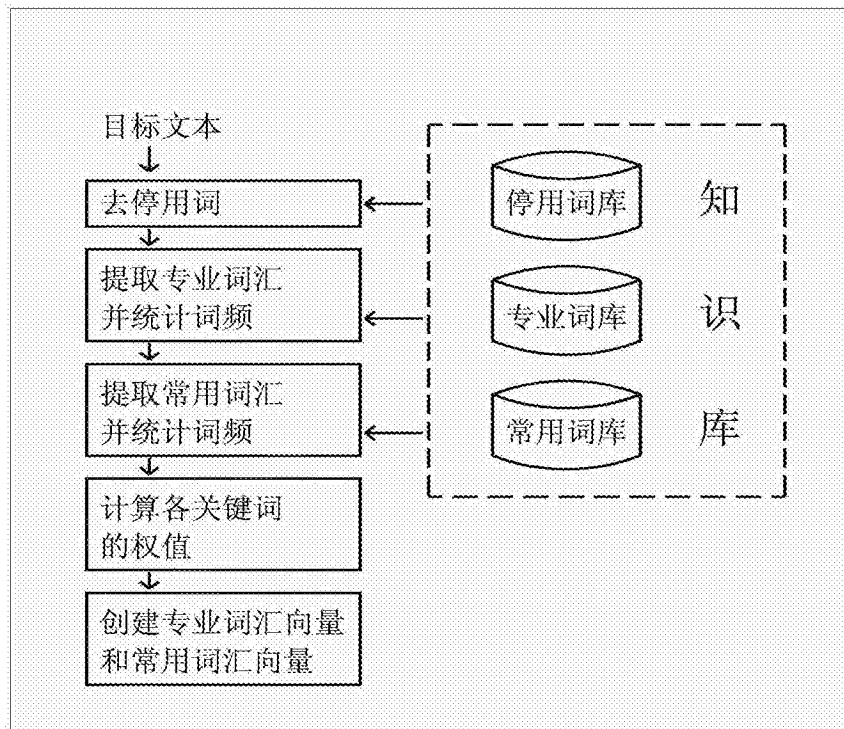 目标文本
去停用词
提取专业词汇
并统计词频
提取常用词汇
并统计词频
计算各关键词
的权值
创建专业词汇向量
和常用词汇向量
停用词库
专业词库
常用词库
知
识
库